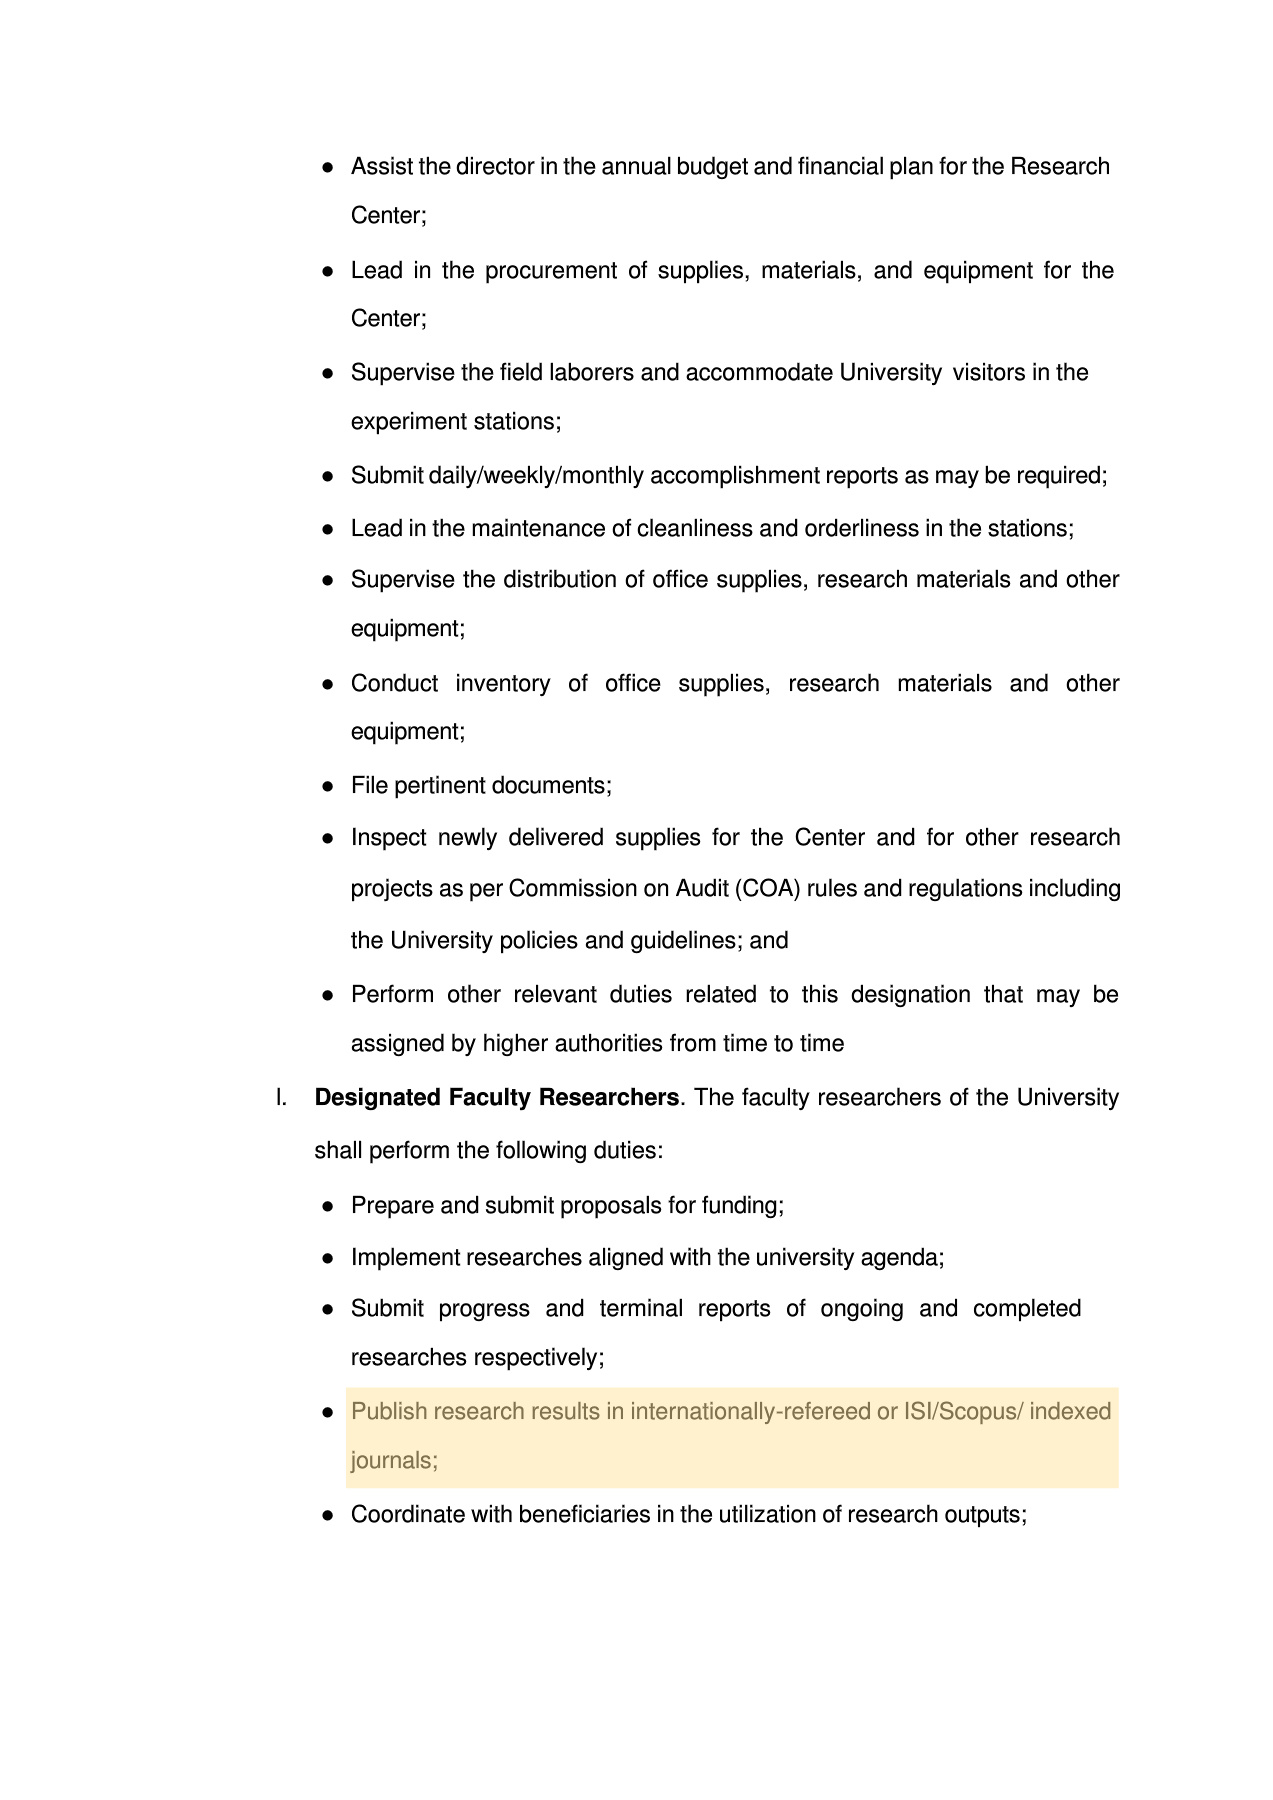 ● Assist the director in the annual budget and financial plan for the Research
Center;
● Lead in the procurement of supplies, materials, and equipment for the
Center;
● Supervise the field laborers and accommodate University visitors in the
experiment stations;
● Submit daily/weekly/monthly accomplishment reports as may be required;
● Lead in the maintenance of cleanliness and orderliness in the stations;
● Supervise the distribution of office supplies, research materials and other
equipment;
● Conduct inventory of office supplies, research materials and other
equipment;
● File pertinent documents;
● Inspect newly delivered supplies for the Center and for other research
projects as per Commission on Audit (COA) rules and regulations including
the University policies and guidelines; and
● Perform other relevant duties related to this designation that may be
assigned by higher authorities from time to time
l. Designated Faculty Researchers. The faculty researchers of the University
shall perform the following duties:
● Prepare and submit proposals for funding;
● Implement researches aligned with the university agenda;
● Submit progress and terminal reports of ongoing and completed
researches respectively;
● Publish research results in internationally-refereed or ISI/Scopus/ indexed
journals;
● Coordinate with beneficiaries in the utilization of research outputs;